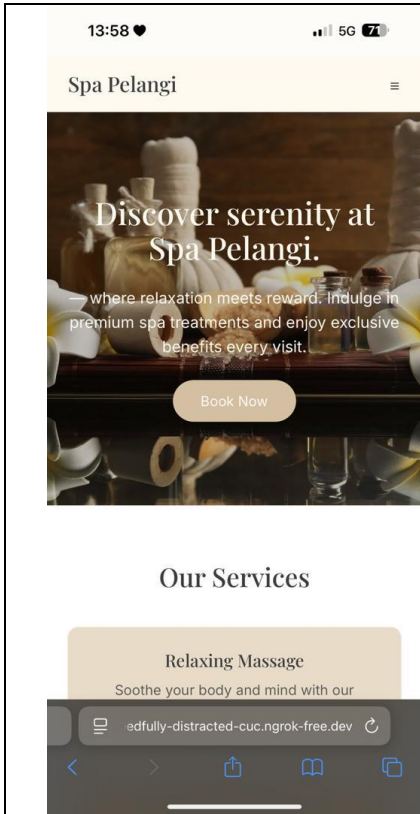 13:58
5G 71
Spa Pelangi
Discover serenity at
Spa Pelangi.
— where relaxation meets reward. Indulge in
premium spa treatments and enjoy exclusive
benefits every visit.
Book Now
Our Services
Relaxing Massage
Soothe your body and mind with our
edfully-distracted-cuc.ngrok-free.dev